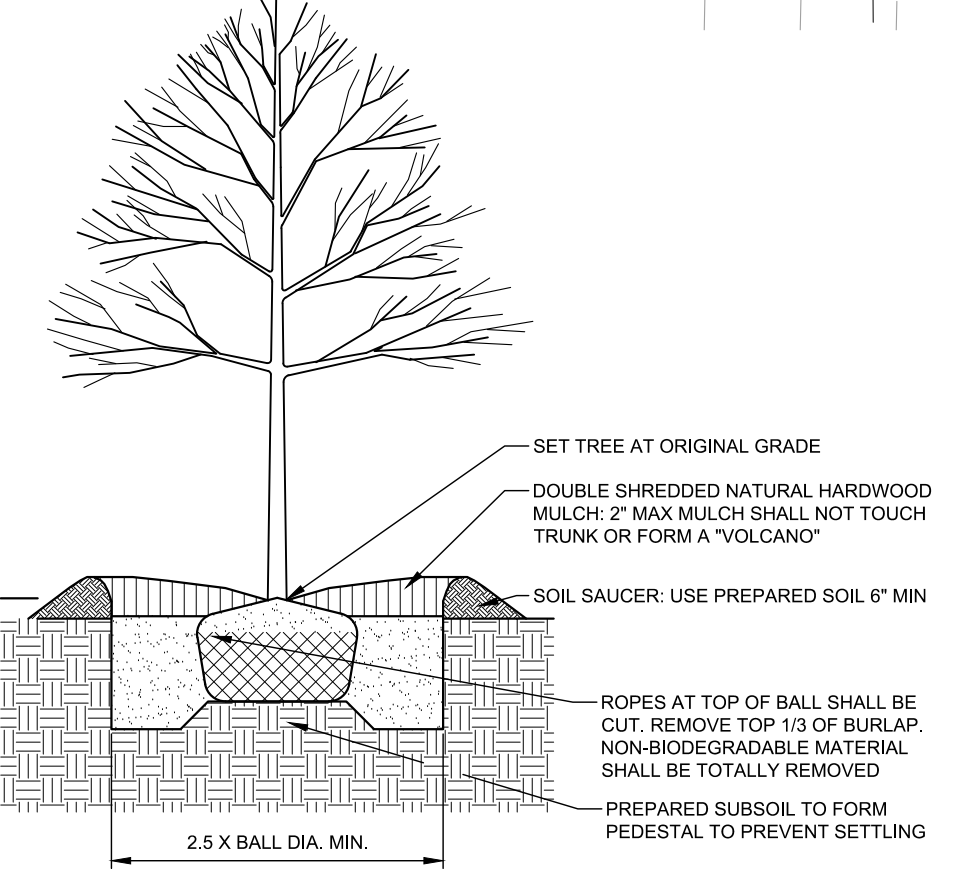 SET TREE AT ORIGINAL GRADE
DOUBLE SHREDDED NATURAL HARDWOOD
MULCH: 2" MAX MULCH SHALL NOT TOUCH
TRUNK OR FORM A "VOLCANO"
SOIL SAUCER: USE PREPARED SOIL 6" MIN
ROPES AT TOP OF BALL SHALL BE
CUT. REMOVE TOP 1/3 OF BURLAP.
NON-BIODEGRADABLE MATERIAL
SHALL BE TOTALLY REMOVED
PREPARED SUBSOIL TO FORM
PEDESTAL TO PREVENT SETTLING
2.5 X BALL DIA. MIN.